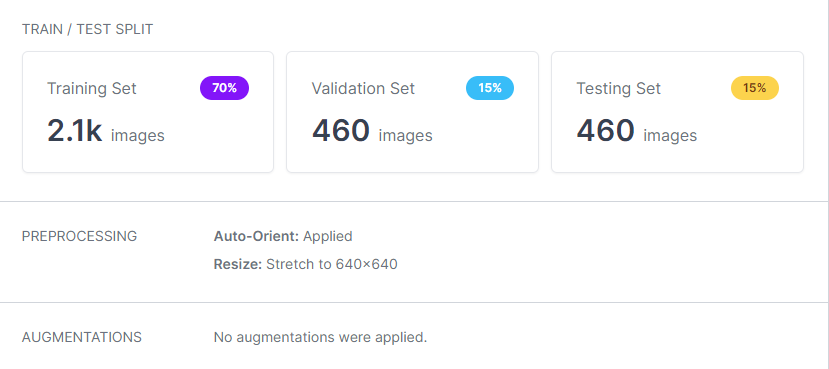 TRAIN / TEST SPLIT
Training Set 70%
2.1k images
Validation Set 15%
460 images
Testing Set 15%
460 images
PREPROCESSING
Auto-Orient: Applied
Resize: Stretch to 640×640
AUGMENTATIONS
No augmentations were applied.